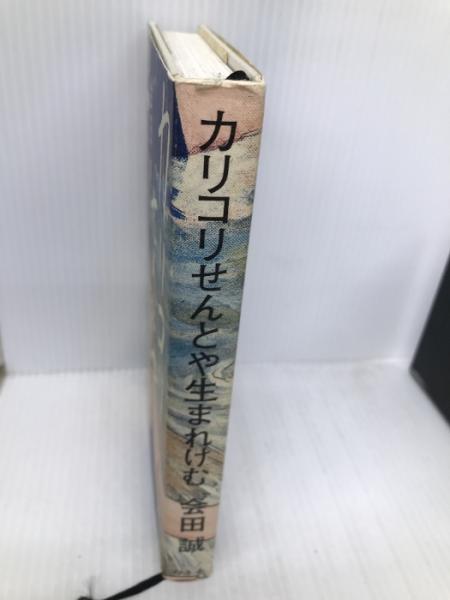 カリコリせんとや生まれけむ 会田 誠